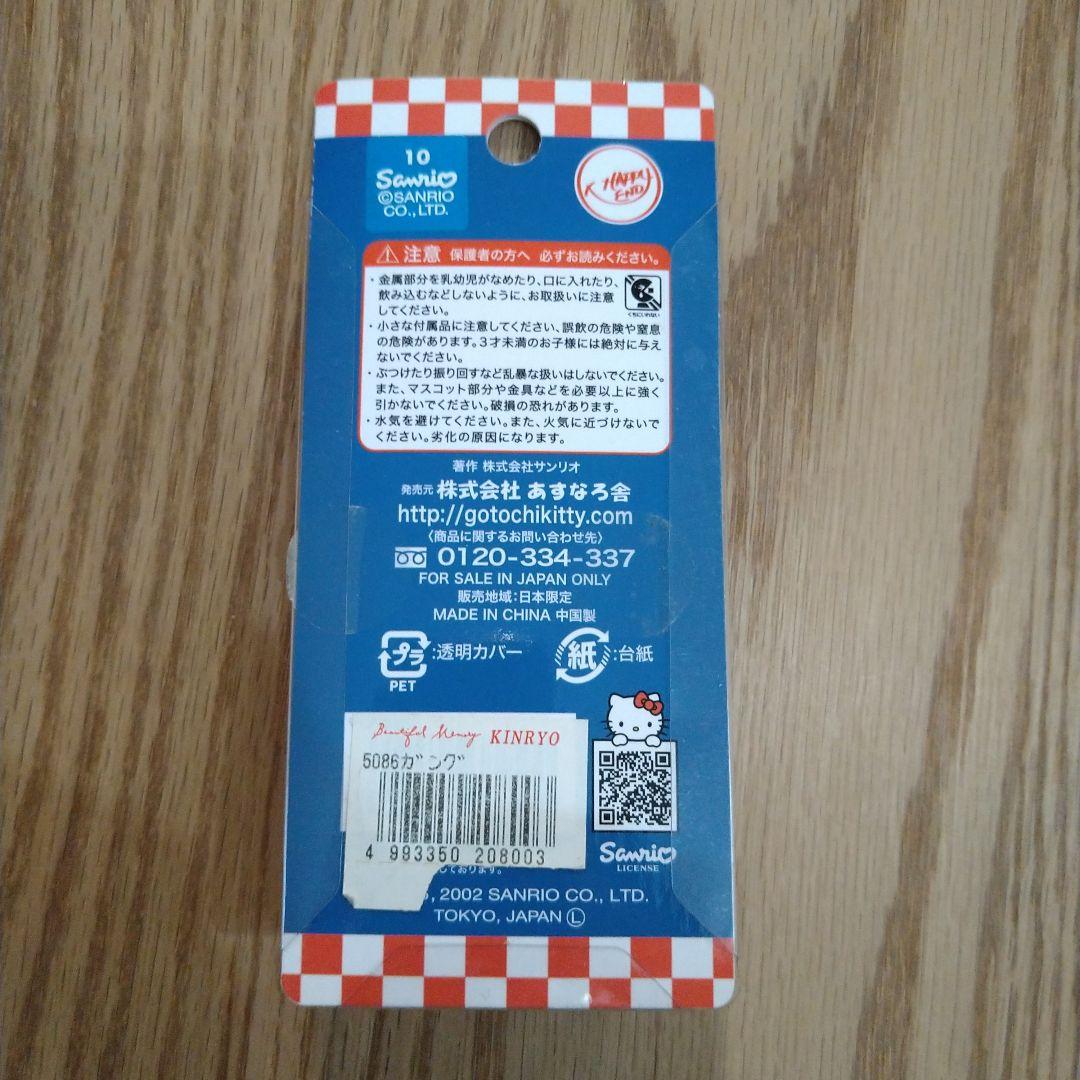 10
Sanrio
©SANRIO
CO., LTD.
K HAPPY
END
注意 保護者の方へ 必ずお読みください。
・金属部分を乳幼児がなめたり、口に入れたり、
飲み込むなどしないように、お取扱いに注意
してください。
くちにいれない
・小さな付属品に注意してください、誤飲の危険や窒息
の危険があります。3才未満のお子様には絶対に与え
ないでください。
・ぶつけたり振り回すなど乱暴な扱いはしないでください。
また、マスコット部分や金具などを必要以上に強く
引かないでください。破損の恐れがあります。
・水気を避けてください。また、火気に近づけないで
ください。劣化の原因になります。
著作 株式会社サンリオ
発売元 株式会社 あすなろ舎
http://gotochikitty.com
〈商品に関するお問い合わせ先〉
0120-334-337
FOR SALE IN JAPAN ONLY
販売地域:日本限定
MADE IN CHINA 中国製
プラ:透明カバー
PET
紙:台紙
Beautiful Memory KINRYO
5086ガング
4 993350 208003
Sanrio
LICENSE
ております。
, 2002 SANRIO CO., LTD.
TOKYO, JAPAN Ⓛ